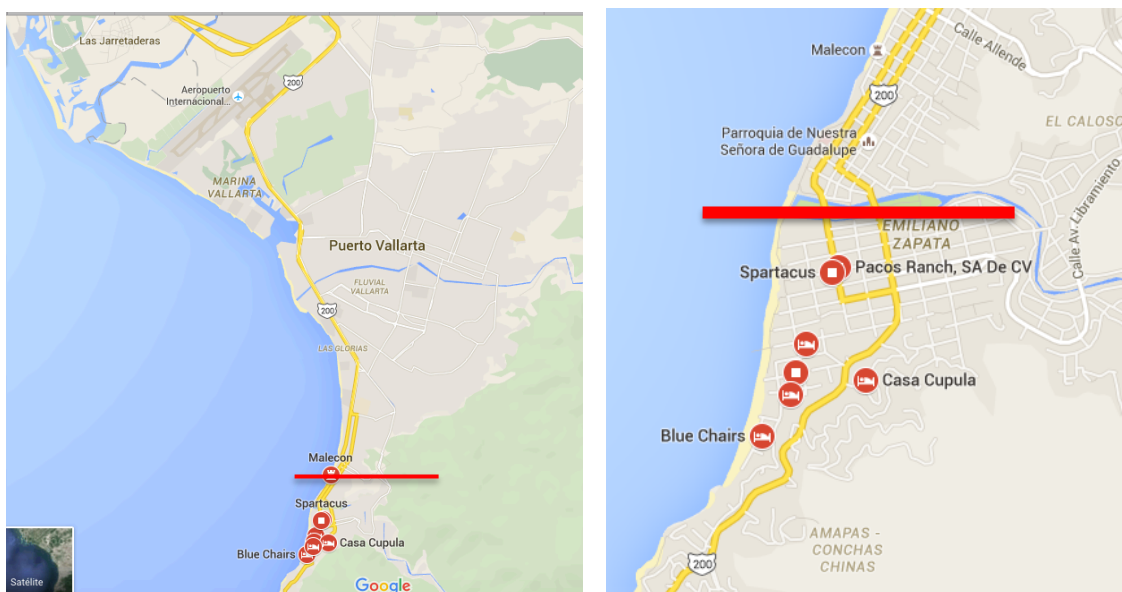 Las Jarretaderas
Aeropuerto
Internacional...
200
MARINA
VALLARTA
Puerto Vallarta
FLUVIAL
VALLARTA
200
LAS GLORIAS
Malecon
Spartacus
Blue Chairs
Casa Cupula
Satélite
Google
Calle Allende
Malecon
200
EL CALOSO
Parroquia de Nuestra
Señora de Guadalupe
Calle Av. Libramiento
EMILIANO
ZAPATA
Spartacus
Pacos Ranch, SA De CV
Casa Cupula
Blue Chairs
AMAPAS -
CONCHAS
CHINAS
200